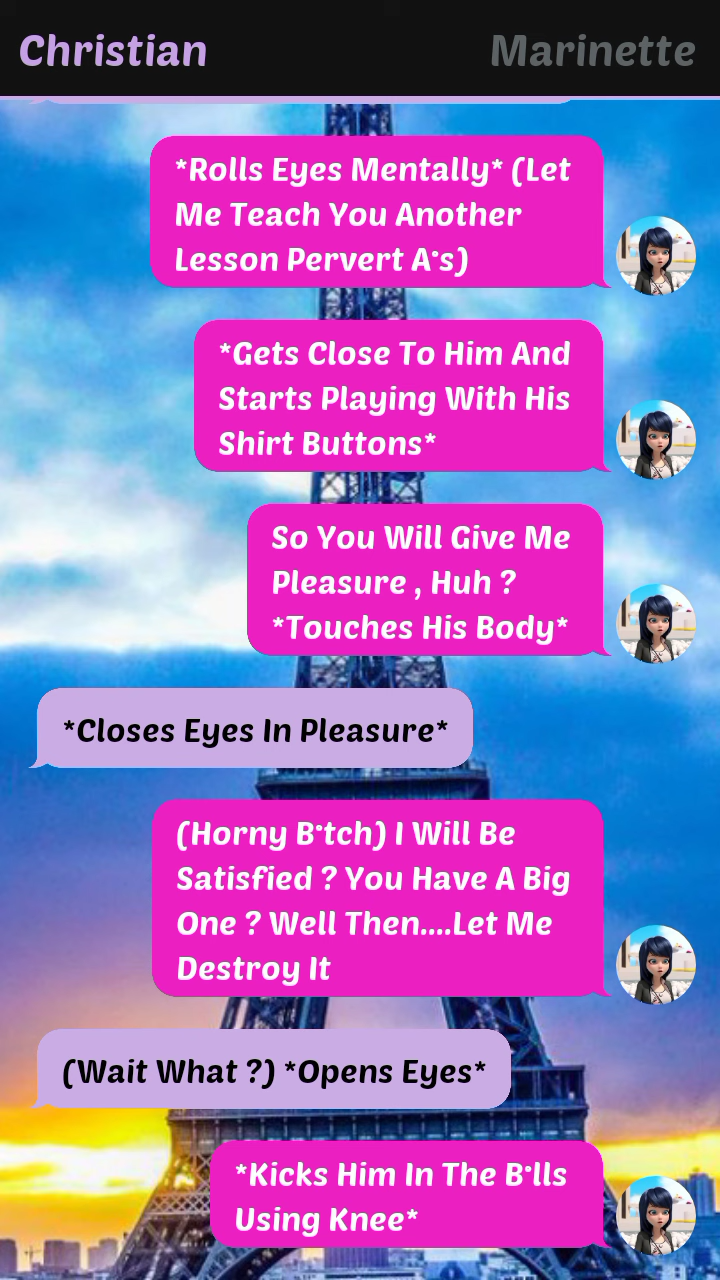 Christian
Marinette
*Rolls Eyes Mentally* (Let
Me Teach You Another
Lesson Pervert A•s)
*Gets Close To Him And
Starts Playing With His
Shirt Buttons*
So You Will Give Me
Pleasure , Huh ?
*Touches His Body*
*Closes Eyes In Pleasure*
(Horny B•tch) I Will Be
Satisfied ? You Have A Big
One ? Well Then....Let Me
Destroy It
(Wait What ?) *Opens Eyes*
*Kicks Him In The B•lls
Using Knee*